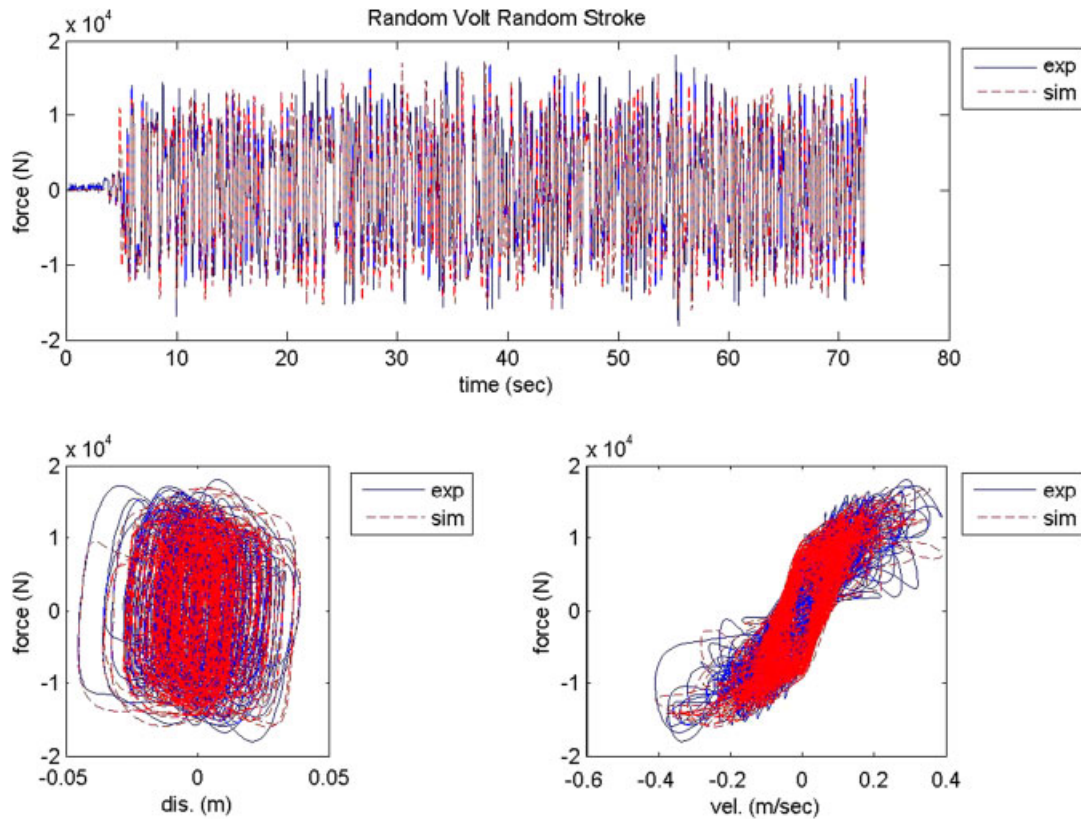 Random Volt Random Stroke
x 10^4
2
1
0
-1
-2
force (N)
0 10 20 30 40 50 60 70 80
time (sec)
exp
sim
x 10^4
2
1
0
-1
-2
force (N)
-0.05 0 0.05
dis. (m)
exp
sim
x 10^4
2
1
0
-1
-2
force (N)
-0.6 -0.4 -0.2 0 0.2 0.4
vel. (m/sec)
exp
sim